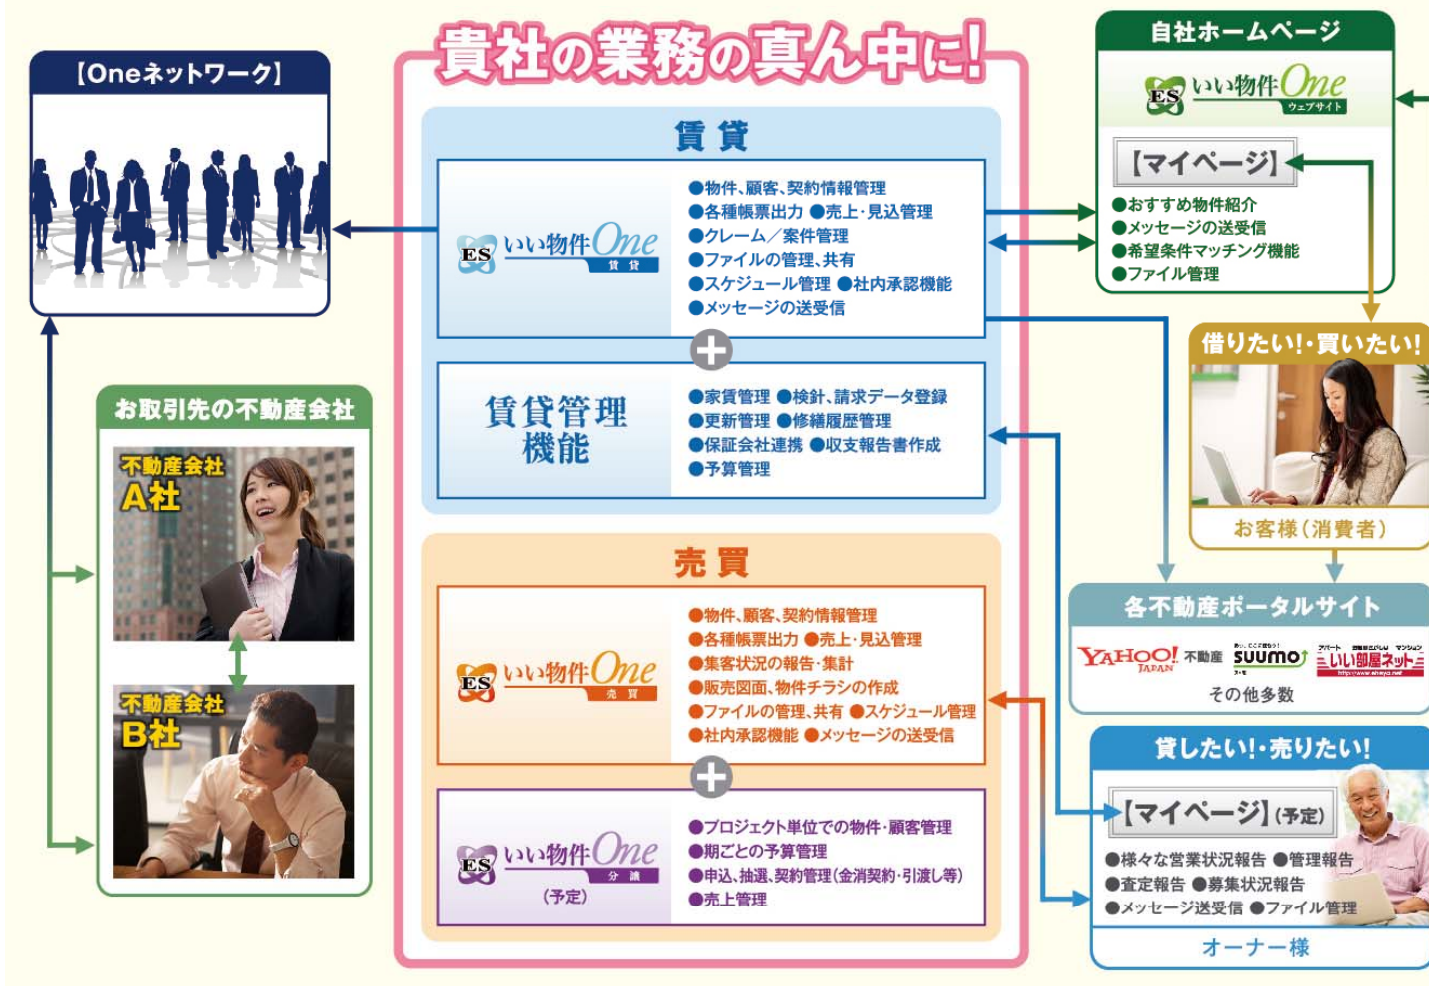 貴社の業務の真ん中に!
【Oneネットワーク】
お取引先の不動産会社
不動産会社
A社
不動産会社
B社
賃貸
ES いい物件One
賃貸
●物件、顧客、契約情報管理
●各種帳票出力 ●売上・見込管理
●クレーム／案件管理
●ファイルの管理、共有
●スケジュール管理 ●社内承認機能
●メッセージの送受信
+
賃貸管理
機能
●家賃管理 ●検針、請求データ登録
●更新管理 ●修繕履歴管理
●保証会社連携 ●収支報告書作成
●予算管理
売買
ES いい物件One
売買
●物件、顧客、契約情報管理
●各種帳票出力 ●売上・見込管理
●集客状況の報告・集計
●販売図面、物件チラシの作成
●ファイルの管理、共有 ●スケジュール管理
●社内承認機能 ●メッセージの送受信
+
ES いい物件One
分譲
(予定)
●プロジェクト単位での物件・顧客管理
●期ごとの予算管理
●申込、抽選、契約管理(金消契約・引渡し等)
●売上管理
自社ホームページ
ES いい物件One
ウェブサイト
【マイページ】
●おすすめ物件紹介
●メッセージの送受信
●希望条件マッチング機能
●ファイル管理
借りたい!・買いたい!
お客様(消費者)
各不動産ポータルサイト
YAHOO! 不動産
JAPAN
SUUMO
スーモ
アパート お部屋さがしは マンション
いい部屋ネット
http://www.eheya.net
その他多数
貸したい!・売りたい!
【マイページ】(予定)
●様々な営業状況報告 ●管理報告
●査定報告 ●募集状況報告
●メッセージ送受信 ●ファイル管理
オーナー様